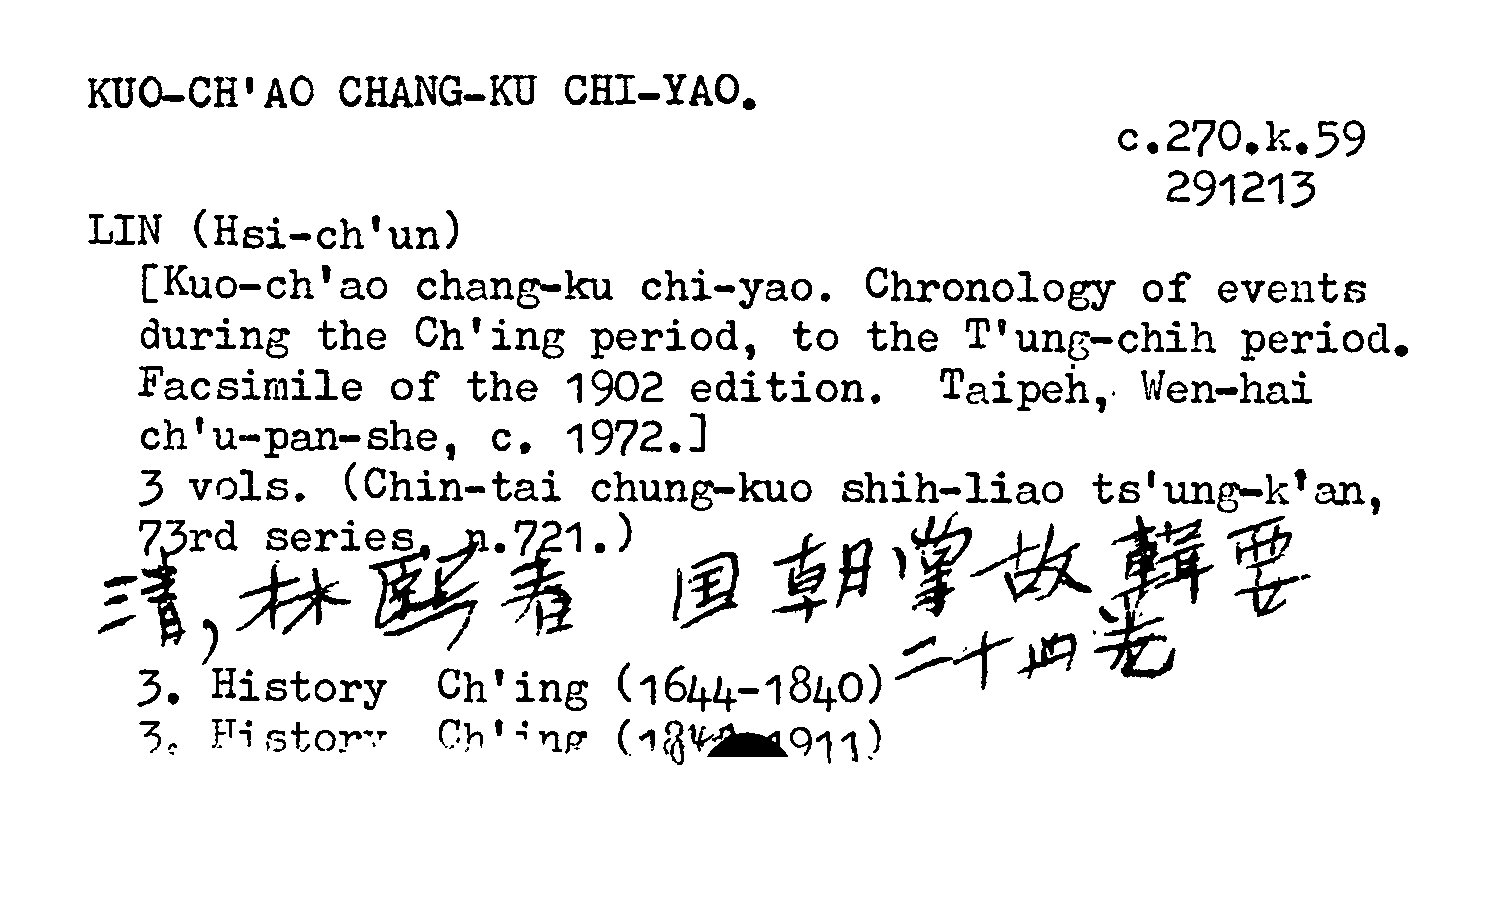 KUO-CH'AO CHANG-KU CHI-YAO.
c.270.k.59
291213
LIN (Hsi-ch'un)
[Kuo-ch'ao chang-ku chi-yao. Chronology of events
during the Ch'ing period, to the T'ung-chih period.
Facsimile of the 1902 edition. Taipeh, Wen-hai
ch'u-pan-she, c. 1972.]
3 vols. (Chin-tai chung-kuo shih-liao ts'ung-k'an,
73rd series, n.721.)
清,林熙春 国朝掌故輯要
二十四卷
3. History Ch'ing (1644-1840)
3. History Ch'ing (1840-1911)